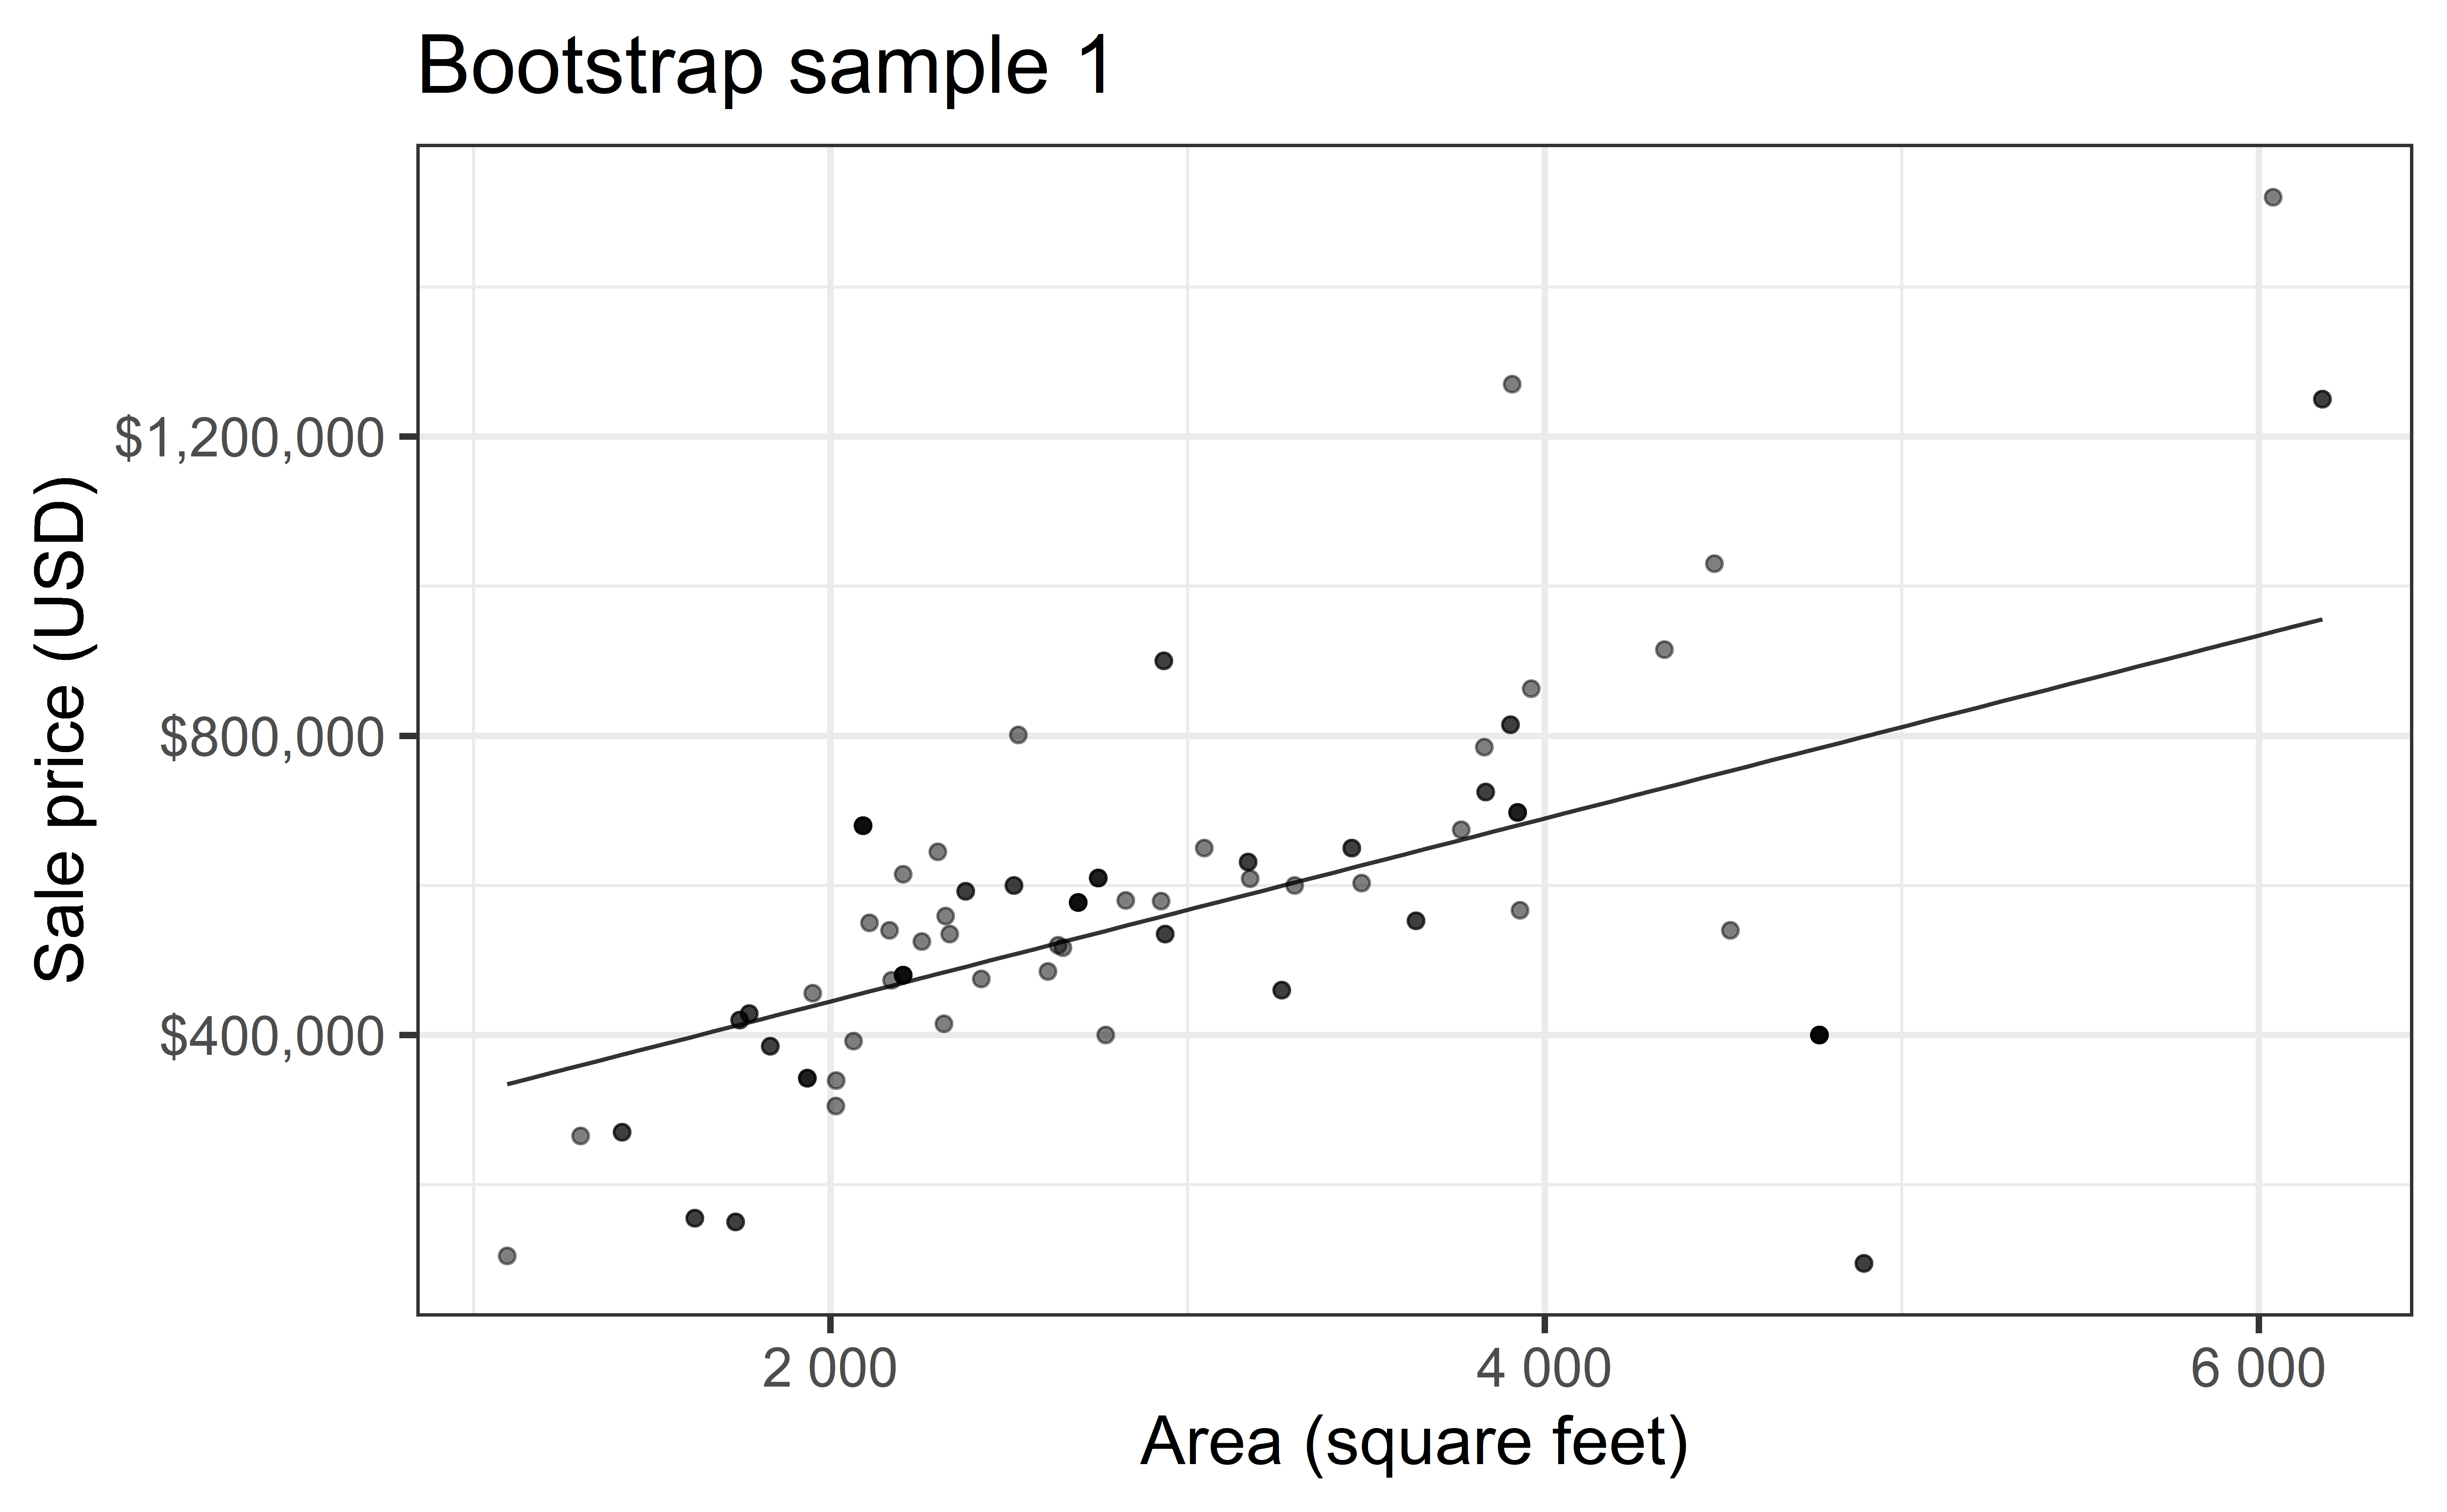 Bootstrap sample 1
Sale price (USD)
$1,200,000
$800,000
$400,000
2 000
4 000
6 000
Area (square feet)